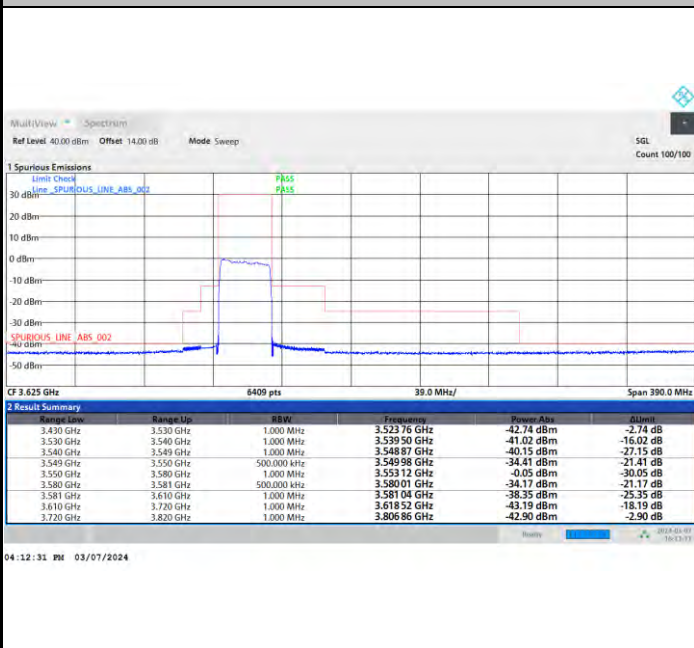 MultiView Spectrum
Ref Level 40.00 dBm Offset 14.00 dB Mode Sweep SGL
Count 100/100
1 Spurious Emissions
Limit Check PASS
Line _SPURIOUS_LINE_ABS_002 PASS
30 dBm
20 dBm
10 dBm
0 dBm
-10 dBm
-20 dBm
-30 dBm
_SPURIOUS_LINE_ABS_002
-40 dBm
-50 dBm
CF 3.625 GHz 6409 pts 39.0 MHz/ Span 390.0 MHz
2 Result Summary
Range Low Range Up RBW Frequency Power Abs ΔLimit
3.430 GHz 3.530 GHz 1.000 MHz 3.523 76 GHz -42.74 dBm -2.74 dB
3.530 GHz 3.540 GHz 1.000 MHz 3.539 50 GHz -41.02 dBm -16.02 dB
3.540 GHz 3.549 GHz 1.000 MHz 3.548 87 GHz -40.15 dBm -27.15 dB
3.549 GHz 3.550 GHz 500.000 kHz 3.549 98 GHz -34.41 dBm -21.41 dB
3.550 GHz 3.580 GHz 1.000 MHz 3.553 12 GHz -0.05 dBm -30.05 dB
3.580 GHz 3.581 GHz 500.000 kHz 3.580 01 GHz -34.17 dBm -21.17 dB
3.581 GHz 3.610 GHz 1.000 MHz 3.581 04 GHz -38.35 dBm -25.35 dB
3.610 GHz 3.720 GHz 1.000 MHz 3.618 52 GHz -43.19 dBm -18.19 dB
3.720 GHz 3.820 GHz 1.000 MHz 3.806 86 GHz -42.90 dBm -2.90 dB
Ready
04:12:31 PM 03/07/2024